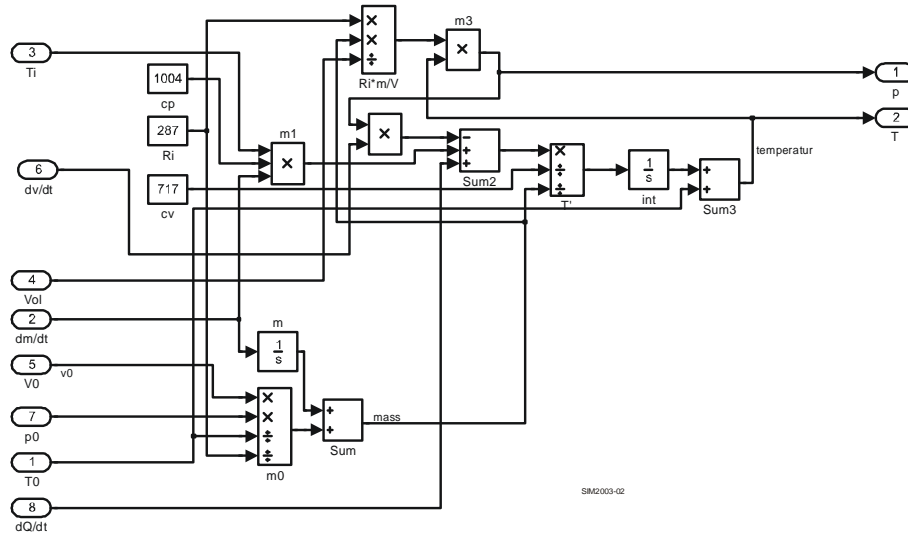 3
Ti
1004
cp
287
Ri
6
dv/dt
717
cv
4
Vol
2
dm/dt
5
V0
v0
7
p0
1
T0
8
dQ/dt
m1
×
×
×
÷
Ri*m/V
m3
×
×
−
+
+
Sum2
×
÷
÷
T'
1
s
int
+
+
Sum3
temperatur
1
p
2
T
m
1
s
×
×
÷
÷
m0
+
+
Sum
mass
SIM2003-02